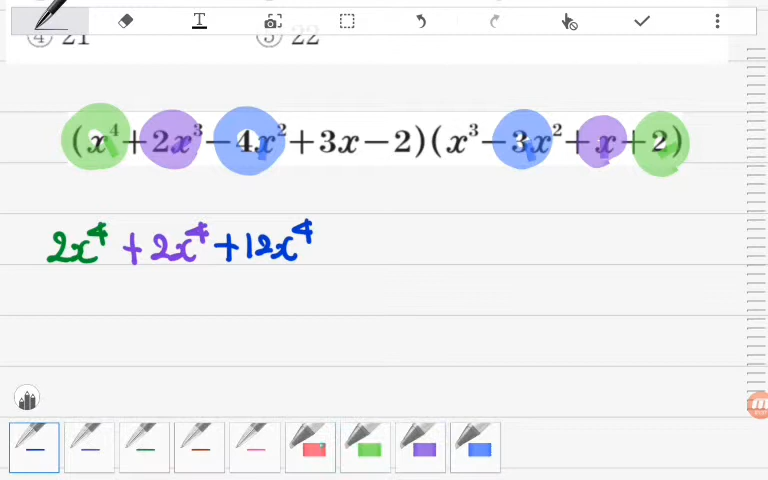 ④ 21 ⑤ 22
(x⁴+2x³−4x²+3x−2)(x³−3x²+x+2)
2x⁴ +2x⁴ +12x⁴